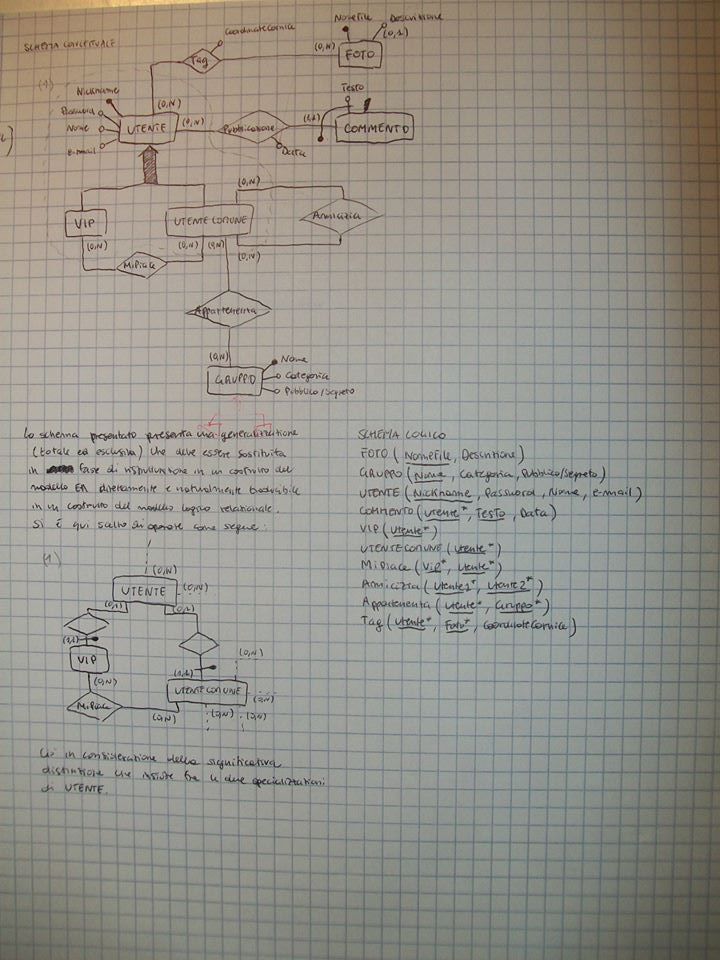 SCHEMA CONCETTUALE
CoordinateCornice
NomeFile
Descrizione
(0,1)
Tag
(0,N)
FOTO
(1)
Nickname
Password
Nome
e-mail
(0,N)
UTENTE
(0,N)
Pubblicazione
Data
(1,1)
Testo
COMMENTO
VIP
UTENTE COMUNE
(0,N)
Amicizia
(0,N)
(0,N)
(0,N)
(0,N)
MiPiace
Appartenenza
(0,N)
GRUPPO
Nome
Categoria
Pubblico/Segreto
Lo schema presentato presenta una generalizzazione
(totale ed esclusiva) che deve essere sostituita
in fase di ristrutturazione in un costrutto del
modello ER direttamente e naturalmente traducibile
in un costrutto del modello logico relazionale.
Si è qui scelto di operare come segue:
(1)
(0,N)
UTENTE
(0,N)
(0,1)
(0,1)
(1,1)
VIP
(0,N)
MiPiace
(0,N)
(1,1)
UTENTE COMUNE
(0,N)
(0,N)
(0,N)
(0,N)
Ciò in considerazione della significativa
distinzione che esiste fra le due specializzazioni
di UTENTE.
SCHEMA LOGICO
FOTO (NomeFile, Descrizione)
GRUPPO (Nome, Categoria, Pubblico/Segreto)
UTENTE (Nickname, Password, Nome, e-mail)
COMMENTO (Utente*, Testo, Data)
VIP (Utente*)
UTENTECOMUNE (Utente*)
MiPiace (Vip*, Utente*)
Amicizia (Utente1*, Utente2*)
Appartenenza (Utente*, Gruppo*)
Tag (Utente*, Foto*, CoordinateCornice)